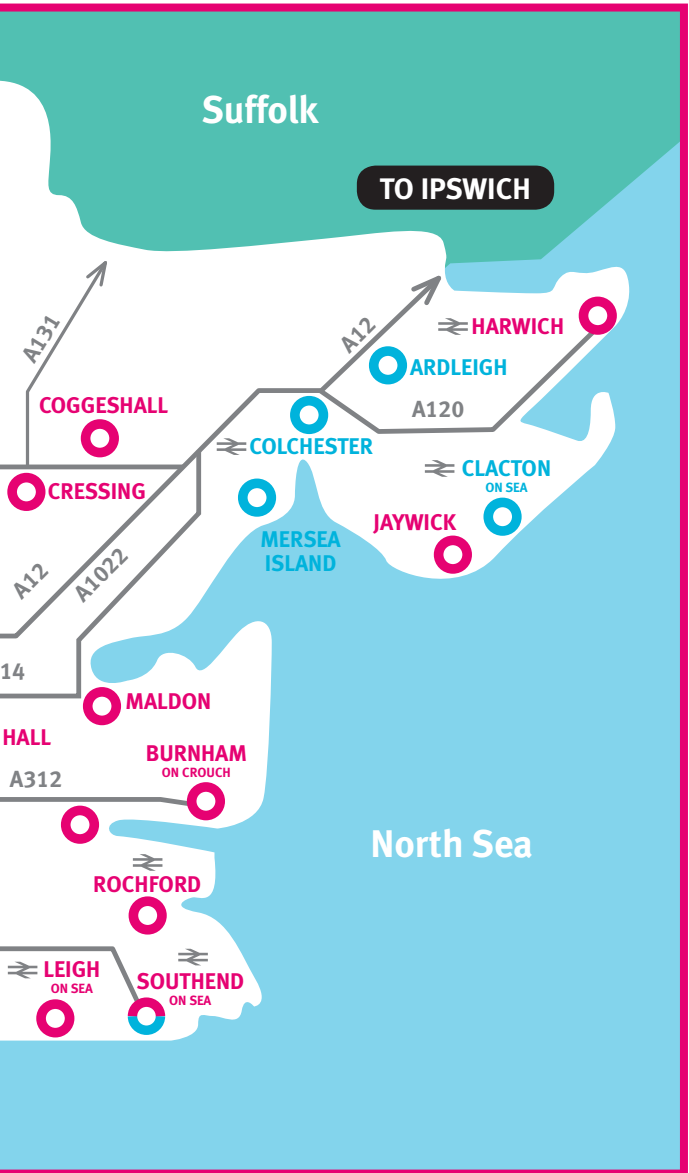 Suffolk
TO IPSWICH
A131
A12
HARWICH
ARDLEIGH
COGGESHALL
A120
COLCHESTER
CLACTON
ON SEA
CRESSING
JAYWICK
MERSEA
ISLAND
A12
A1022
14
MALDON
HALL
BURNHAM
ON CROUCH
A312
North Sea
ROCHFORD
LEIGH
ON SEA
SOUTHEND
ON SEA